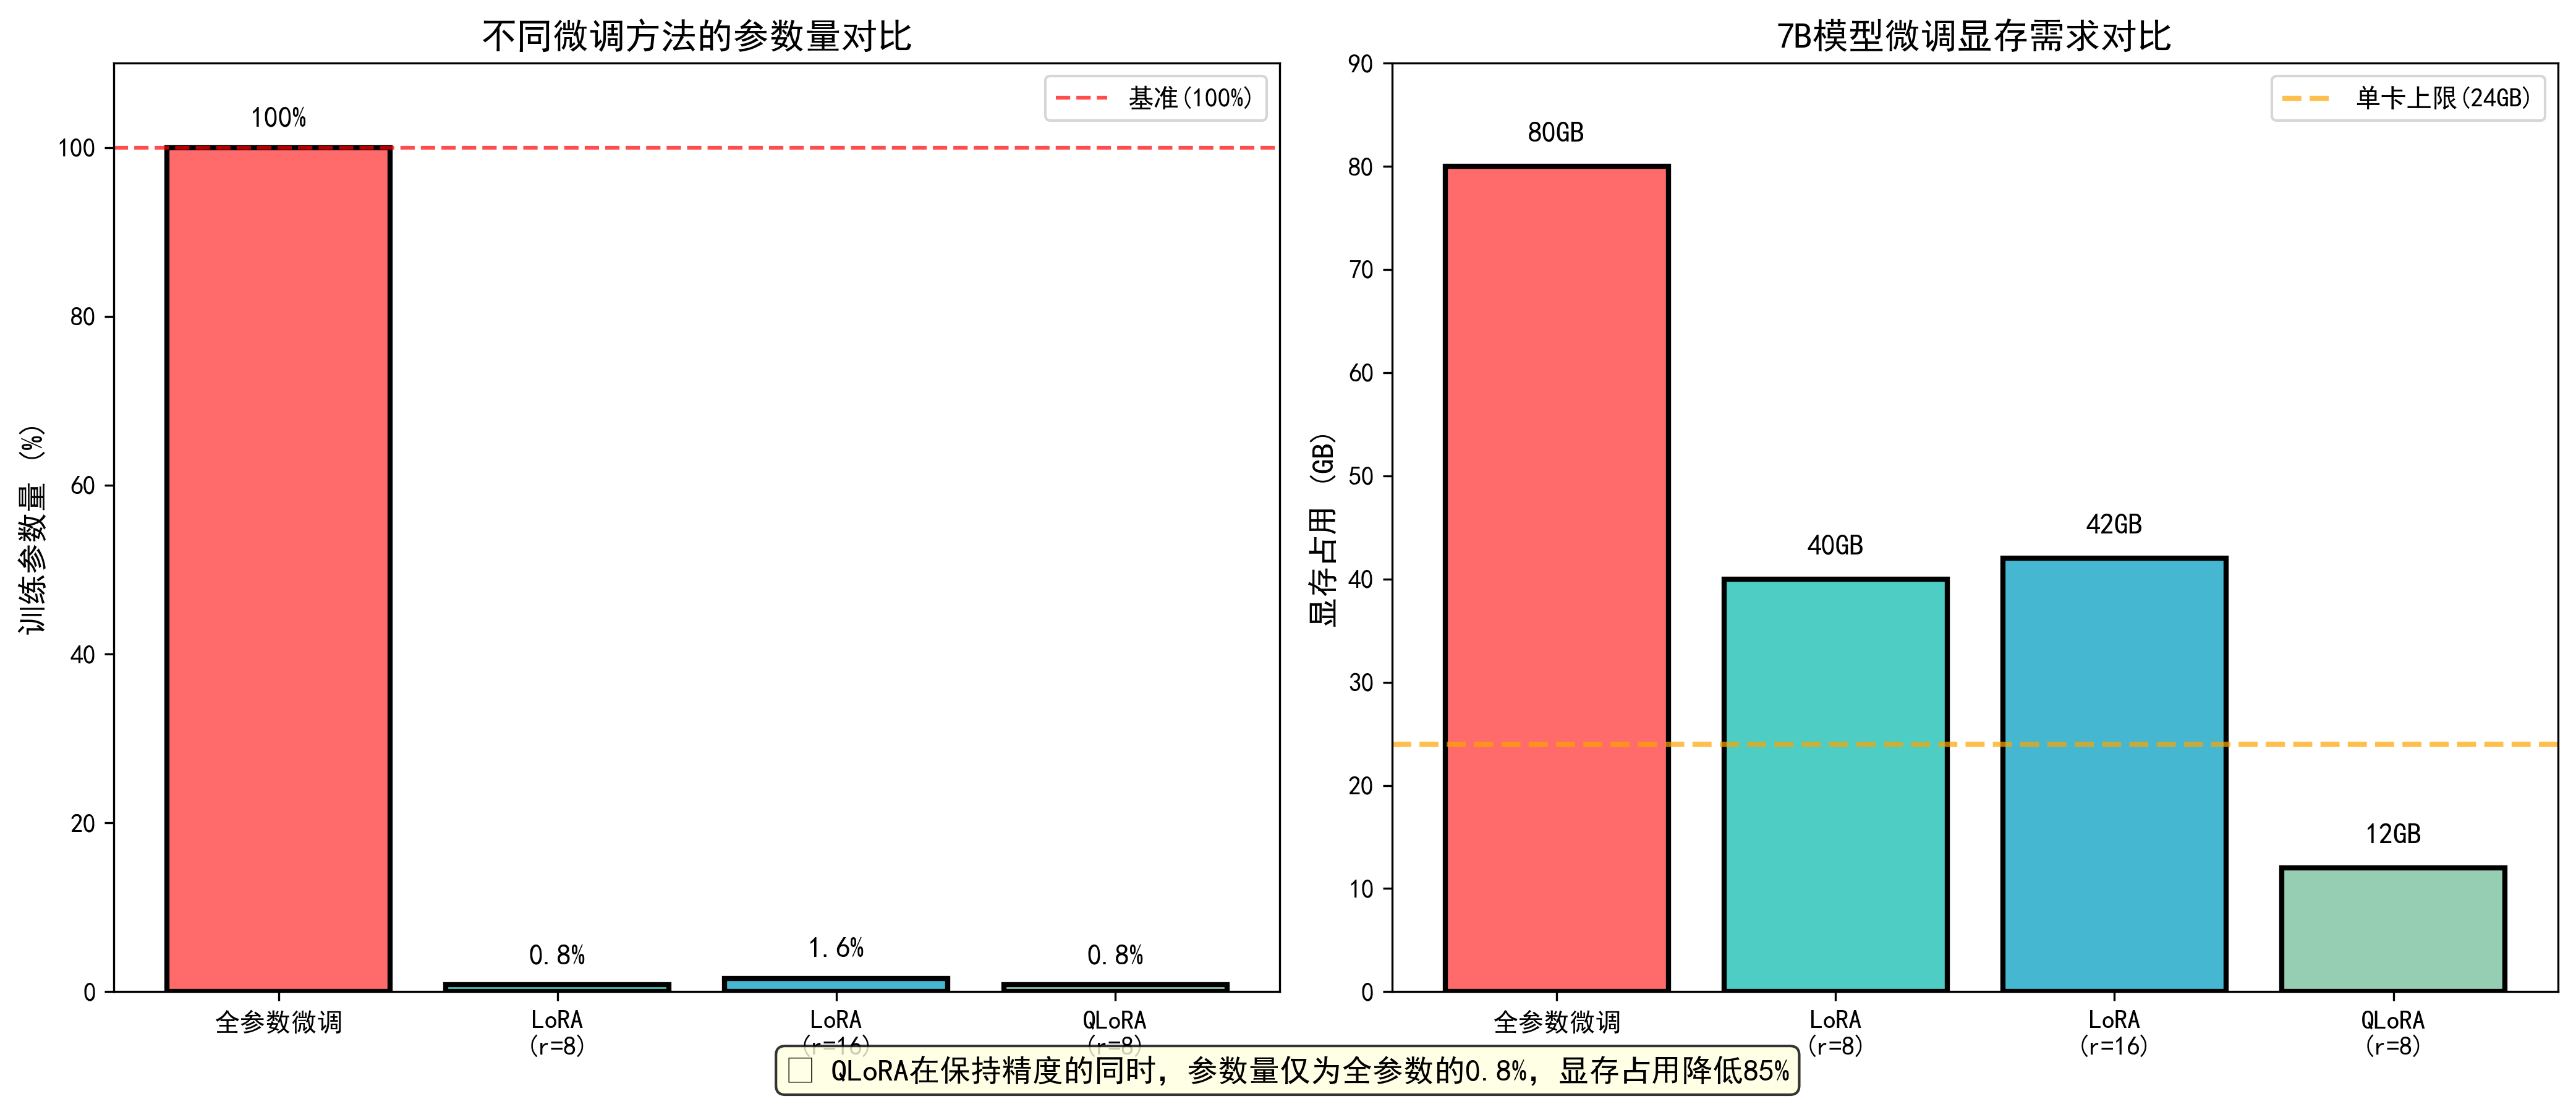 不同微调方法的参数量对比
基准(100%)
训练参数量 (%)
100
80
60
40
20
0
100%
0.8%
1.6%
0.8%
全参数微调
LoRA
(r=8)
LoRA
(r=16)
QLoRA
(r=8)
7B模型微调显存需求对比
单卡上限(24GB)
显存占用 (GB)
90
80
70
60
50
40
30
20
10
0
80GB
40GB
42GB
12GB
全参数微调
LoRA
(r=8)
LoRA
(r=16)
QLoRA
(r=8)
□ QLoRA在保持精度的同时，参数量仅为全参数的0.8%，显存占用降低85%